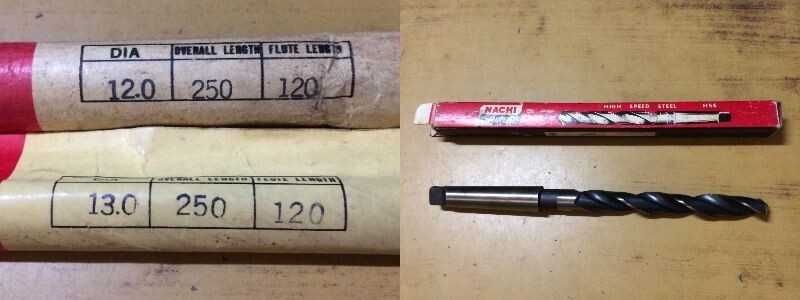 DIA OVERALL LENGTH FLUTE LENGTH
12.0 250 120
DIA OVERALL LENGTH FLUTE LENGTH
13.0 250 120
NACHI HIGH SPEED STEEL HSS